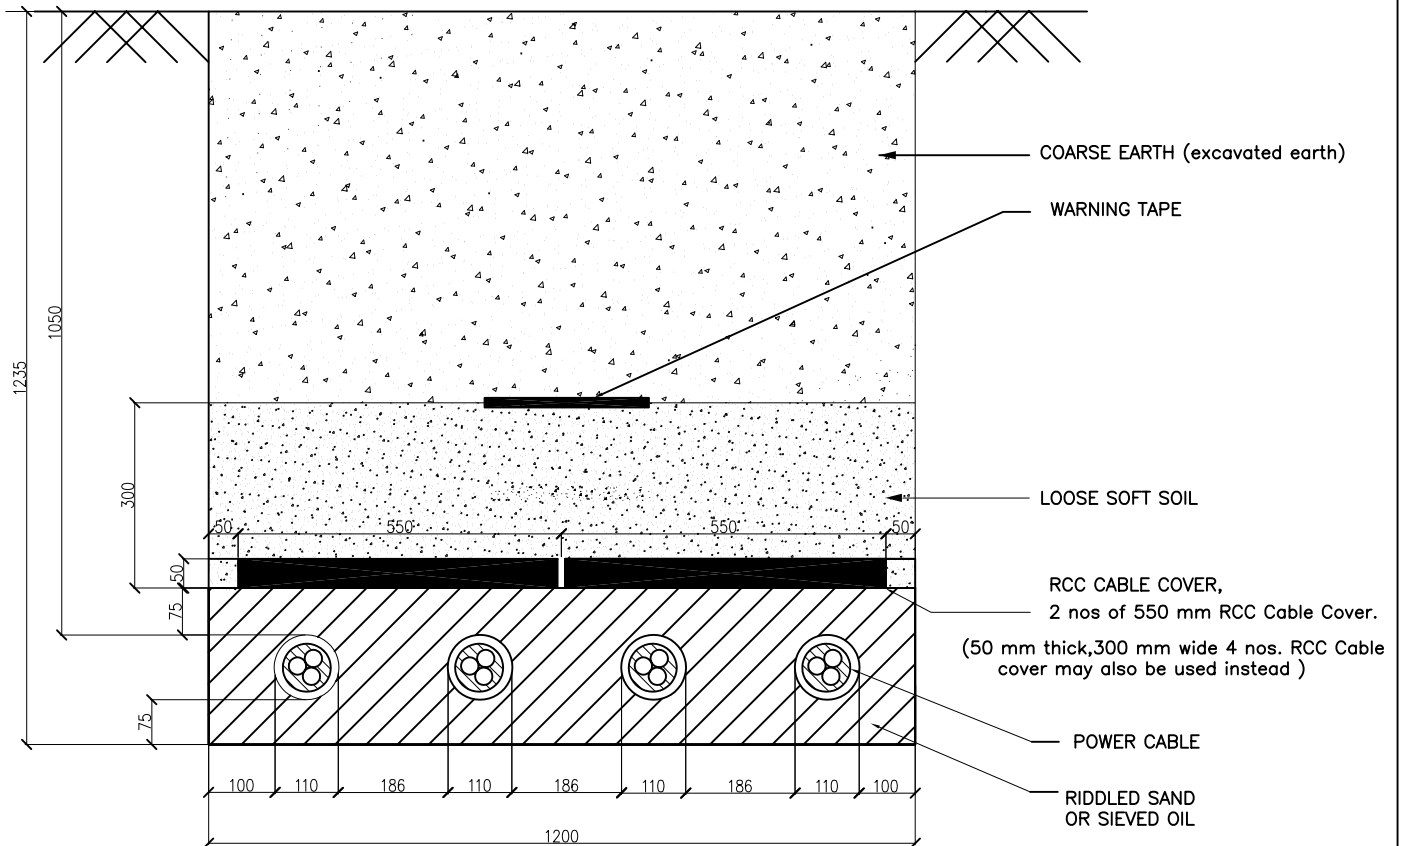 COARSE EARTH (excavated earth)
WARNING TAPE
1050
1235
300
LOOSE SOFT SOIL
50 550 550 50
50
RCC CABLE COVER,
75
2 nos of 550 mm RCC Cable Cover.
(50 mm thick,300 mm wide 4 nos. RCC Cable
cover may also be used instead )
75
POWER CABLE
100 110 186 110 186 110 186 110 100
RIDDLED SAND
OR SIEVED OIL
1200